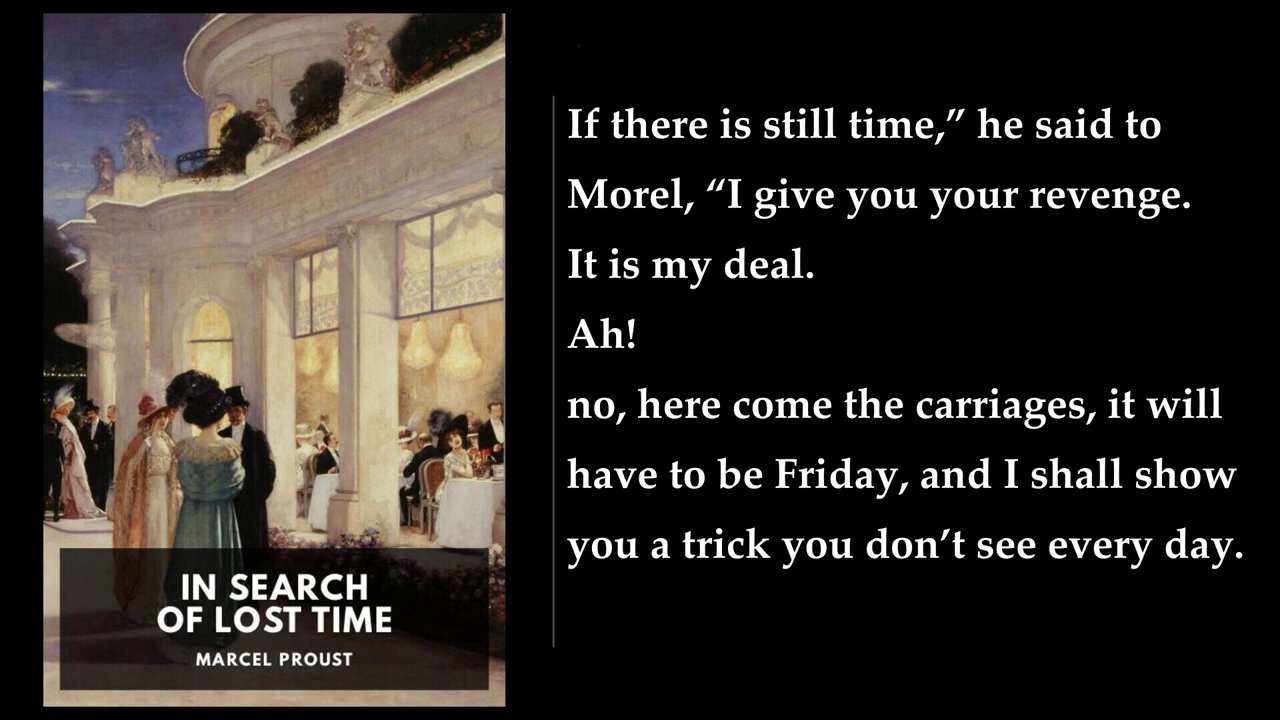 IN SEARCH
OF LOST TIME
MARCEL PROUST
If there is still time,” he said to
Morel, “I give you your revenge.
It is my deal.
Ah!
no, here come the carriages, it will
have to be Friday, and I shall show
you a trick you don’t see every day.